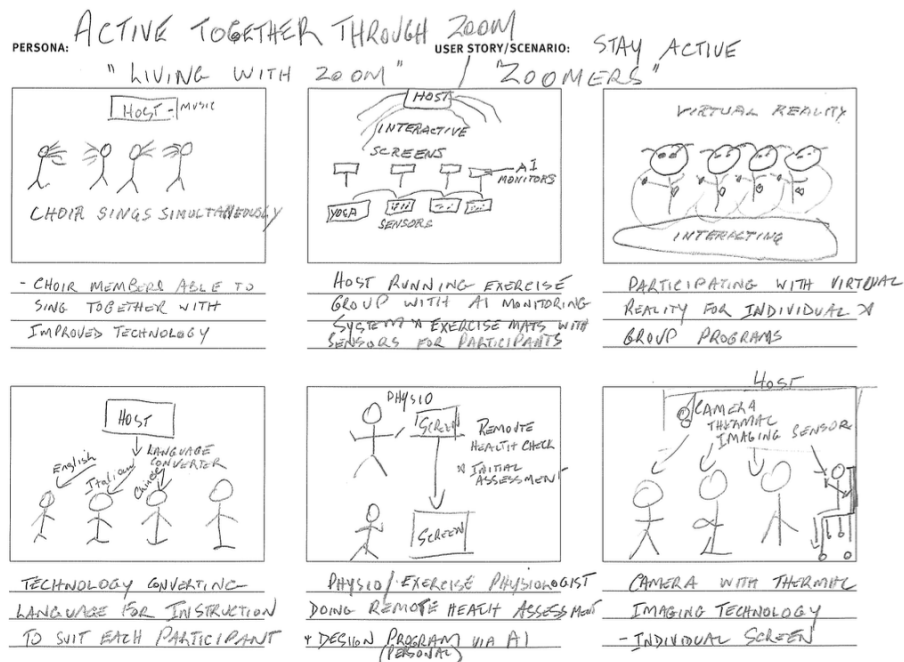 PERSONA: ACTIVE TOGETHER THROUGH ZOOM
USER STORY/SCENARIO: STAY ACTIVE
"LIVING WITH ZOOM" "ZOOMERS"
HOST - MUSIC
CHOIR SINGS SIMULTANEOUSLY
- CHOIR MEMBERS ABLE TO
SING TOGETHER WITH
IMPROVED TECHNOLOGY
HOST
INTERACTIVE
SCREENS
AI
MONITORS
YOGA
SENSORS
HOST RUNNING EXERCISE
GROUP WITH AI MONITORING
SYSTEM & EXERCISE MATS WITH
SENSORS FOR PARTICIPANTS
VIRTUAL REALITY
INTERACTING
PARTICIPATING WITH VIRTUAL
REALITY FOR INDIVIDUAL &
GROUP PROGRAMS
HOST
LANGUAGE
CONVERTER
English
Italian
Chinese
TECHNOLOGY CONVERTING
LANGUAGE FOR INSTRUCTION
TO SUIT EACH PARTICIPANT
PHYSIO
SCREEN
REMOUTE
HEALTH CHECK
& INITIAL
ASSESSMENT
SCREEN
PHYSIO/EXERCISE PHYSIOLOGIST
DOING REMOTE HEALTH ASSESSMENT
+ DESIGN PROGRAM VIA AI
(PERSONAL)
HOST
CAMERA
THERMAL
IMAGING SENSOR
CAMERA WITH THERMAL
IMAGING TECHNOLOGY
- INDIVIDUAL SCREEN